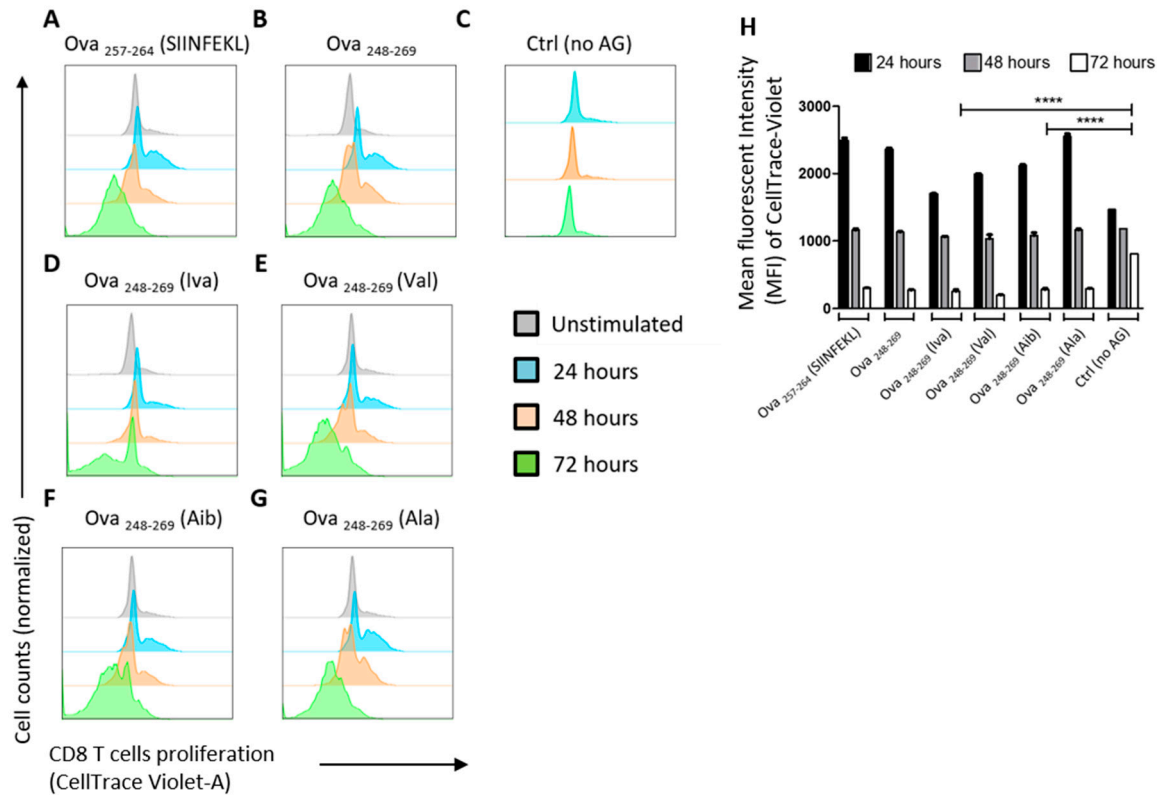 A
Ova 257-264 (SIINFEKL)
B
Ova 248-269
C
Ctrl (no AG)
D
Ova 248-269 (Iva)
E
Ova 248-269 (Val)
F
Ova 248-269 (Aib)
G
Ova 248-269 (Ala)
Cell counts (normalized)
CD8 T cells proliferation
(CellTrace Violet-A)
Unstimulated
24 hours
48 hours
72 hours
H
24 hours
48 hours
72 hours
****
****
Mean fluorescent Intensity
(MFI) of CellTrace-Violet
3000
2000
1000
0
Ova 257-264 (SIINFEKL)
Ova 248-269
Ova 248-269 (Iva)
Ova 248-269 (Val)
Ova 248-269 (Aib)
Ova 248-269 (Ala)
Ctrl (no AG)